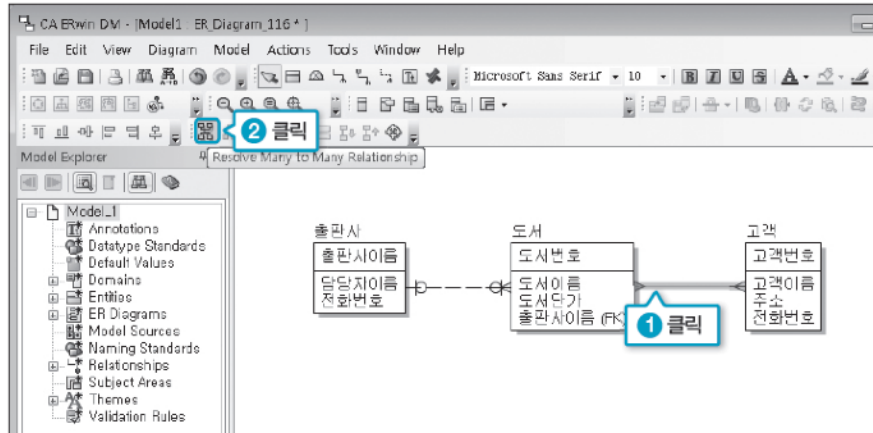 CA ERwin DM - [Model1 : ER_Diagram_116 * ]
File Edit View Diagram Model Actions Tools Window Help
Microsoft Sans Serif 10 B I U S A
2 클릭
Model Explorer
Resolve Many to Many Relationship
Model_1
Annotations
Datatype Standards
Default Values
Domains
Entities
ER Diagrams
Model Sources
Naming Standards
Relationships
Subject Areas
Themes
Validation Rules
출판사
출판사이름
담당자이름
전화번호
도서
도서번호
도서이름
도서단가
출판사이름 (FK)
1 클릭
고객
고객번호
고객이름
주소
전화번호